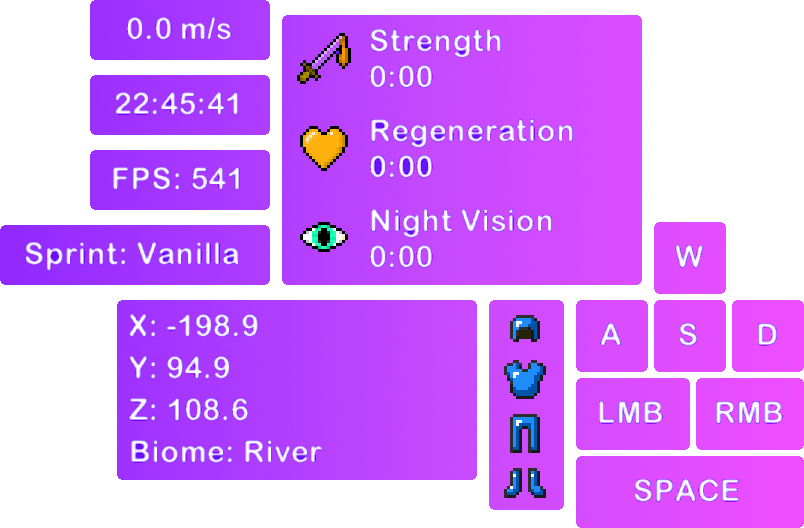 0.0 m/s
22:45:41
FPS: 541
Sprint: Vanilla
Strength
0:00
Regeneration
0:00
Night Vision
0:00
X: -198.9
Y: 94.9
Z: 108.6
Biome: River
W
A S D
LMB RMB
SPACE